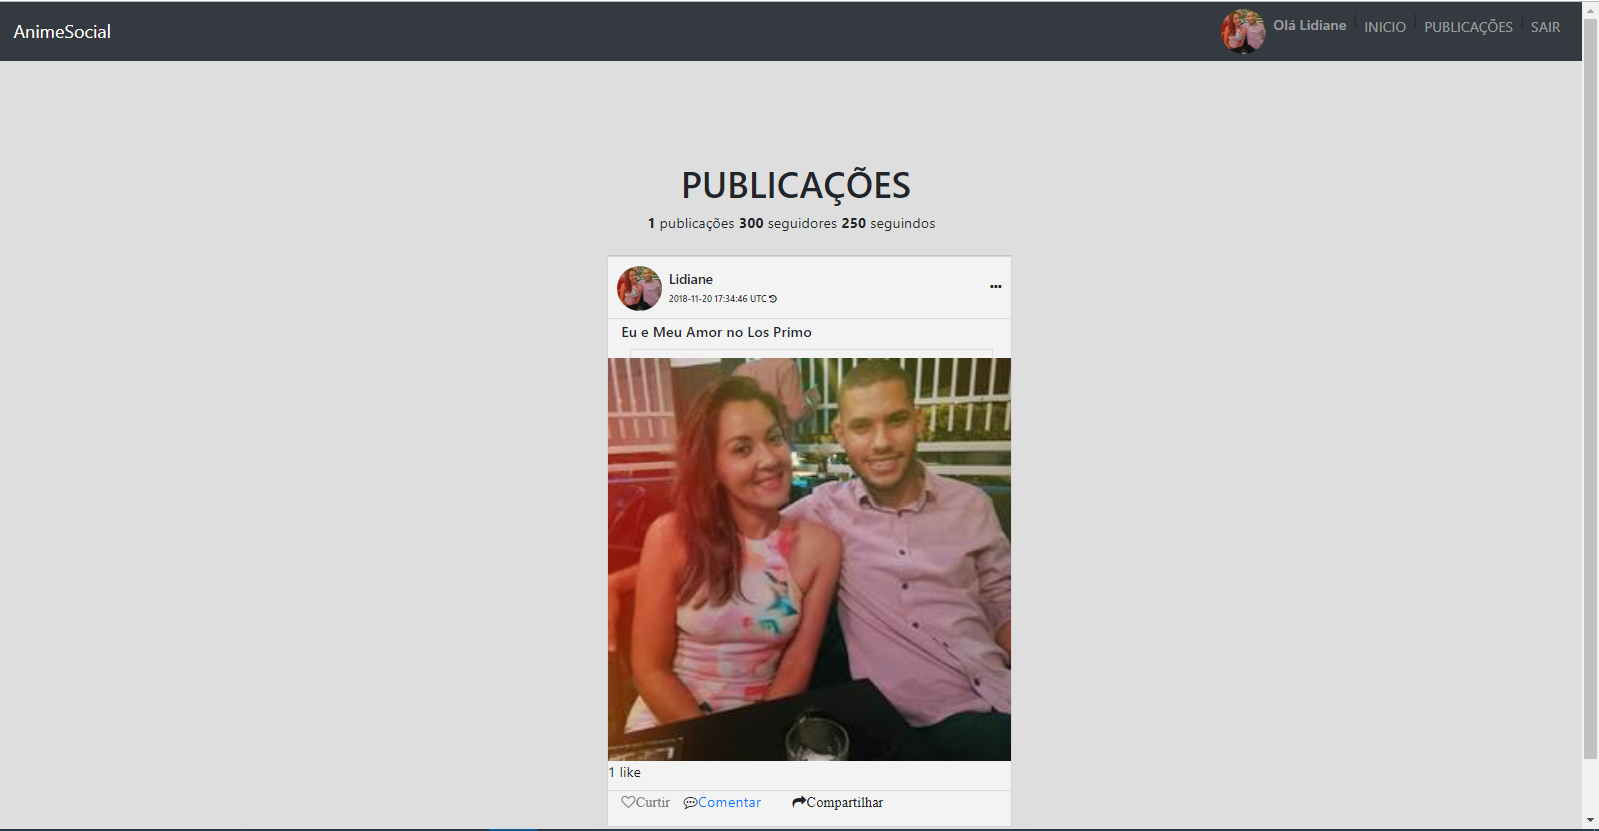 AnimeSocial
Olá Lidiane
INICIO
PUBLICAÇÕES
SAIR
PUBLICAÇÕES
1 publicações 300 seguidores 250 seguindos
Lidiane
2018-11-20 17:34:46 UTC
Eu e Meu Amor no Los Primo
1 like
Curtir Comentar Compartilhar